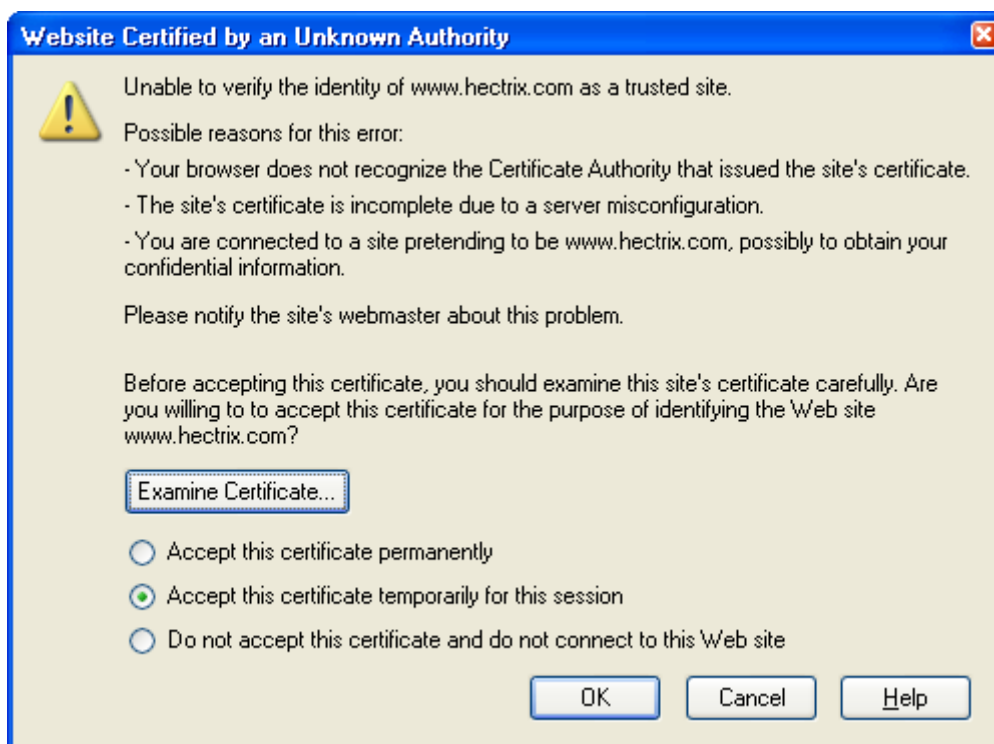 Website Certified by an Unknown Authority
Unable to verify the identity of www.hectrix.com as a trusted site.
Possible reasons for this error:
- Your browser does not recognize the Certificate Authority that issued the site's certificate.
- The site's certificate is incomplete due to a server misconfiguration.
- You are connected to a site pretending to be www.hectrix.com, possibly to obtain your
confidential information.
Please notify the site's webmaster about this problem.
Before accepting this certificate, you should examine this site's certificate carefully. Are
you willing to to accept this certificate for the purpose of identifying the Web site
www.hectrix.com?
Examine Certificate...
Accept this certificate permanently
Accept this certificate temporarily for this session
Do not accept this certificate and do not connect to this Web site
OK Cancel Help